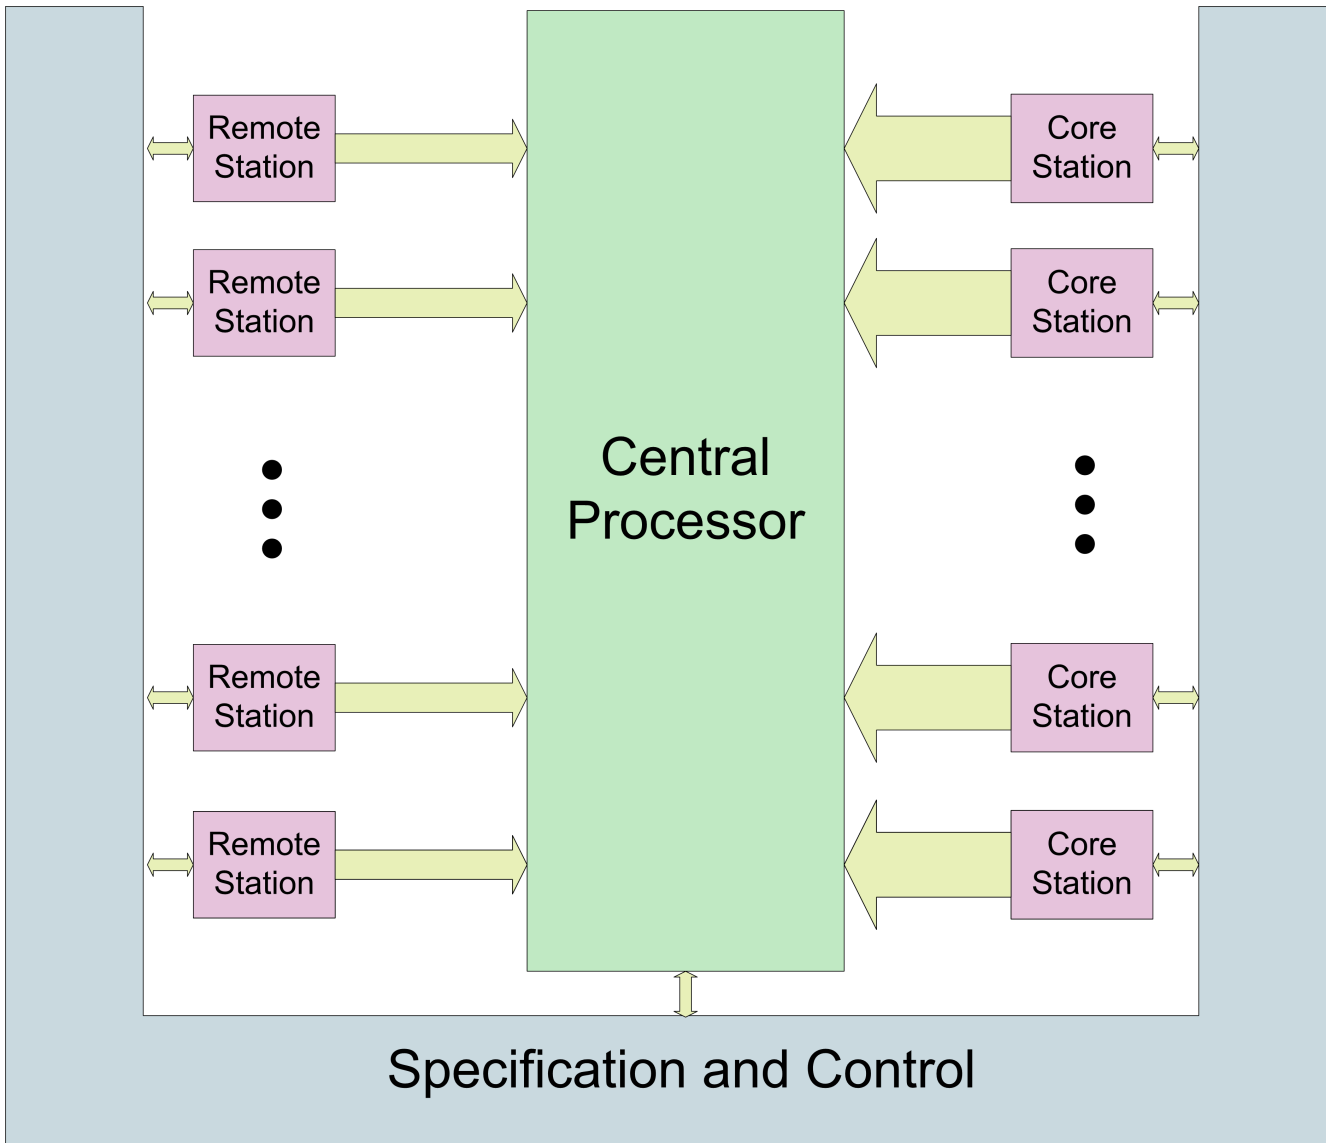 Remote
Station
Core
Station
Remote
Station
Core
Station
Central
Processor
Remote
Station
Core
Station
Remote
Station
Core
Station
Specification and Control